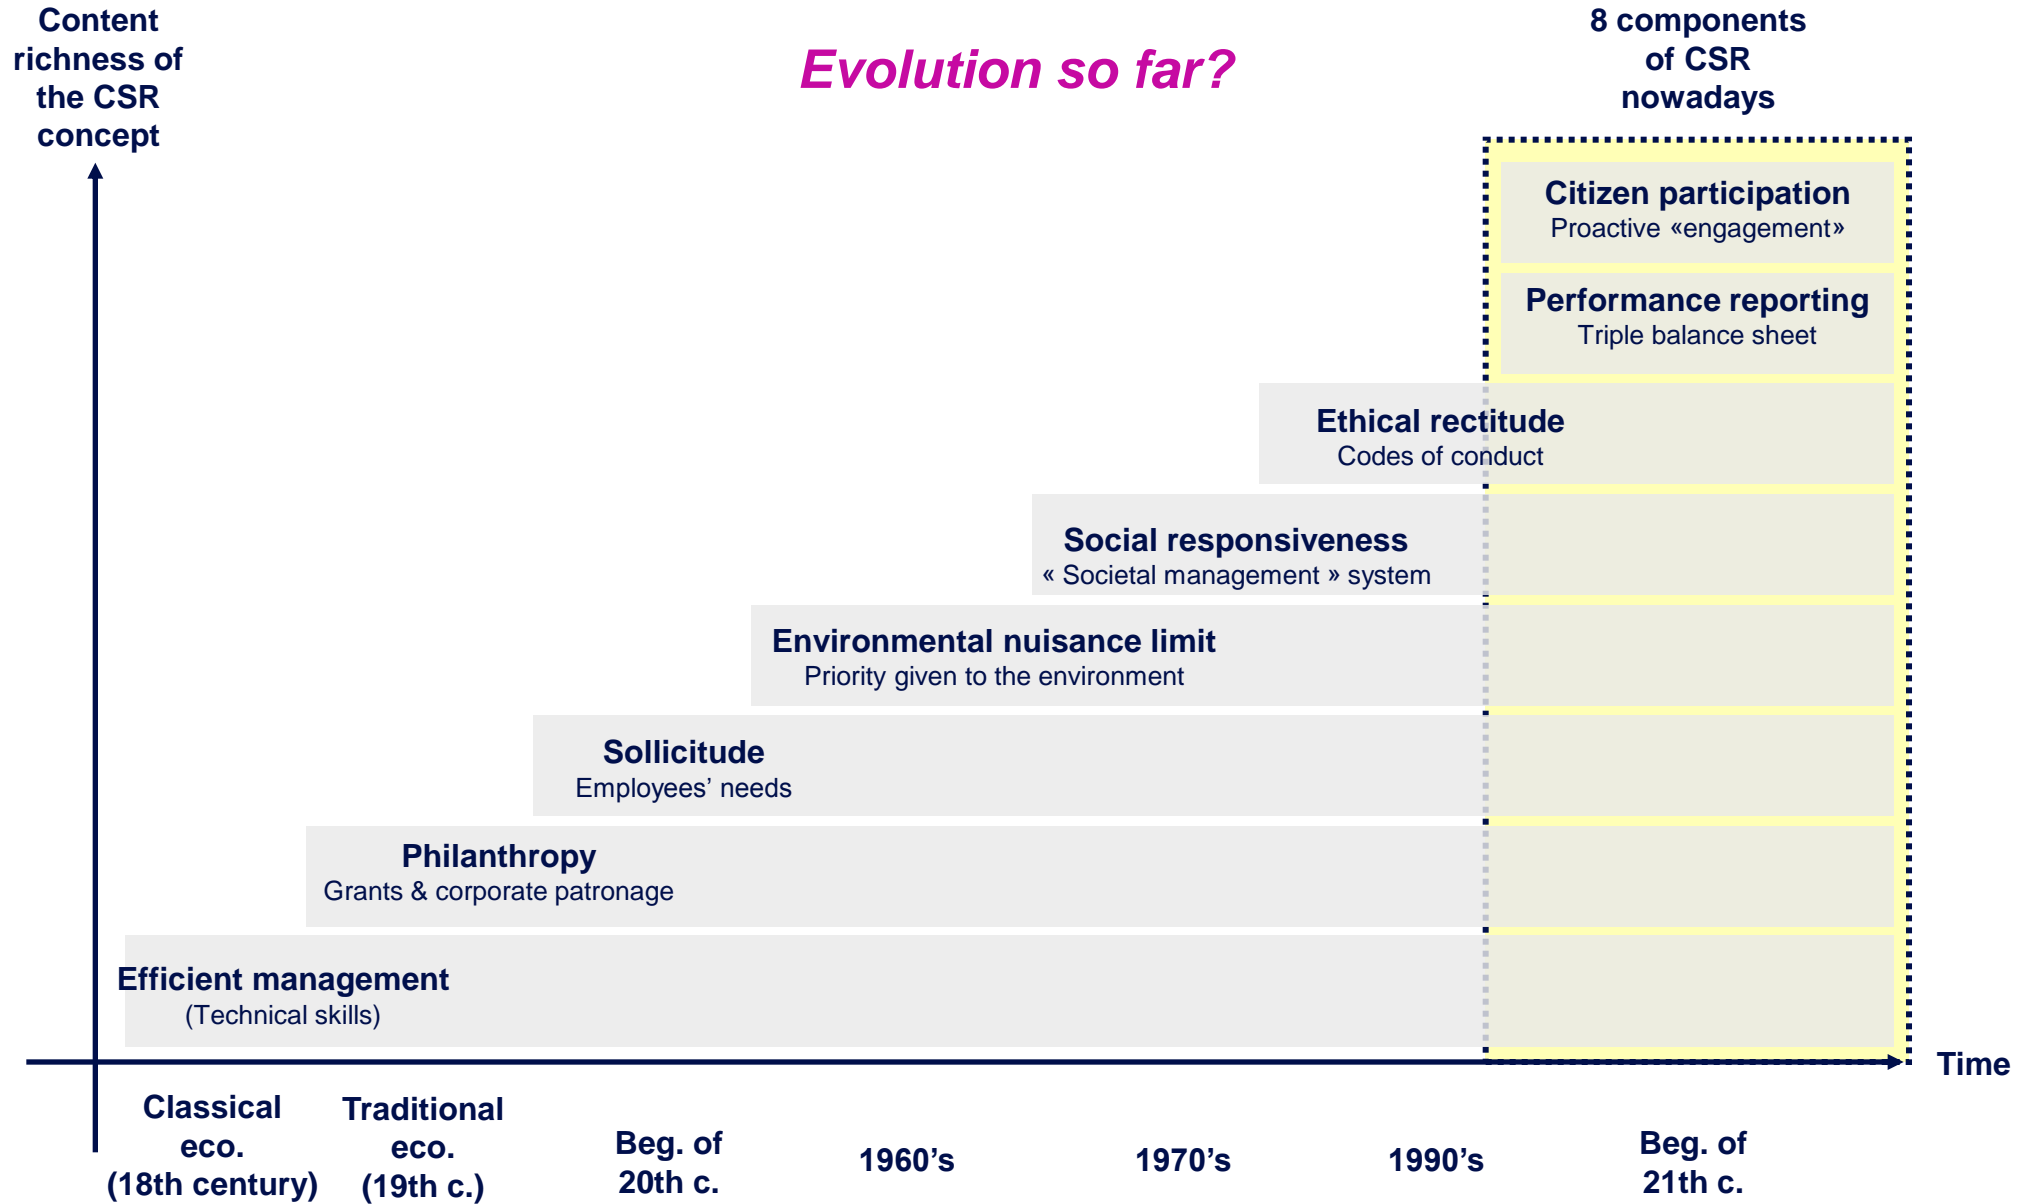 Content
richness of
the CSR
concept
Evolution so far?
8 components
of CSR
nowadays
Citizen participation
Proactive «engagement»
Performance reporting
Triple balance sheet
Ethical rectitude
Codes of conduct
Social responsiveness
« Societal management » system
Environmental nuisance limit
Priority given to the environment
Sollicitude
Employees’ needs
Philanthropy
Grants & corporate patronage
Efficient management
(Technical skills)
Time
Classical
eco.
(18th century)
Traditional
eco.
(19th c.)
Beg. of
20th c.
1960’s
1970’s
1990’s
Beg. of
21th c.